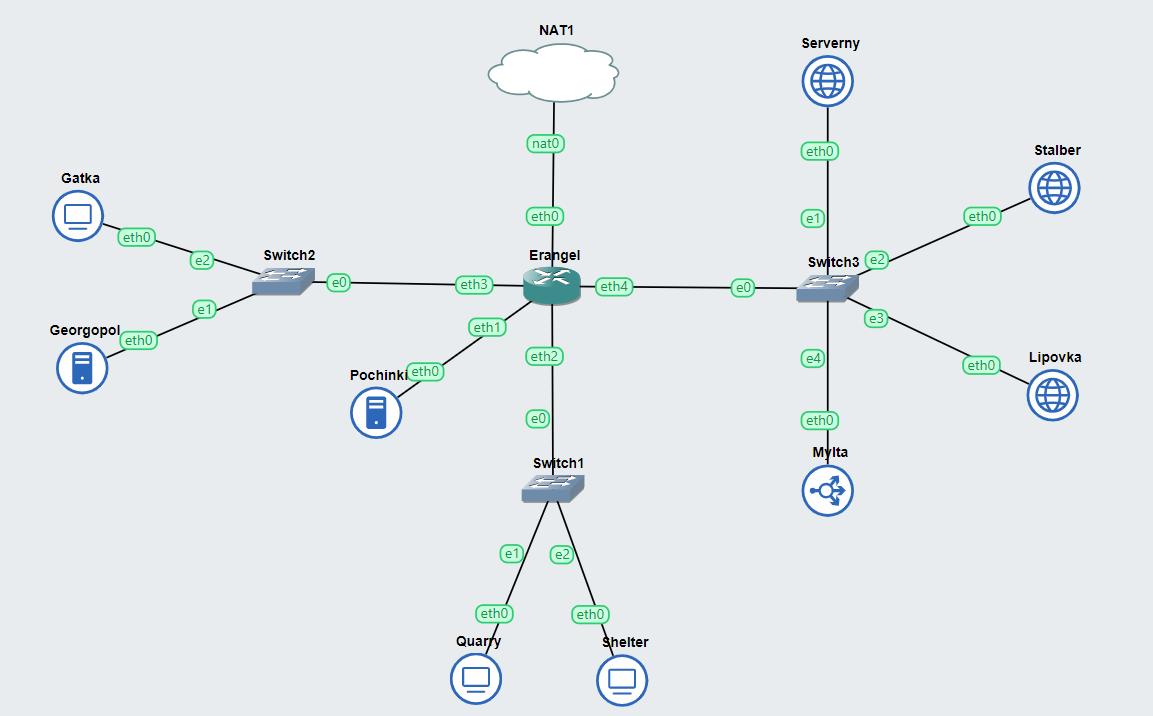 NAT1
Serverny
nat0
eth0
Stalber
Gatka
eth0
eth0
eth0
eth0
e1
e2
Switch2
Erangel
Switch3
e2
e0
eth3
eth4
e0
e1
e3
Georgopol
eth0
eth1
eth2
e4
Lipovka
Pochinki
eth0
eth0
e0
eth0
Mylta
Switch1
e1
e2
eth0
eth0
Quarry
Shelter